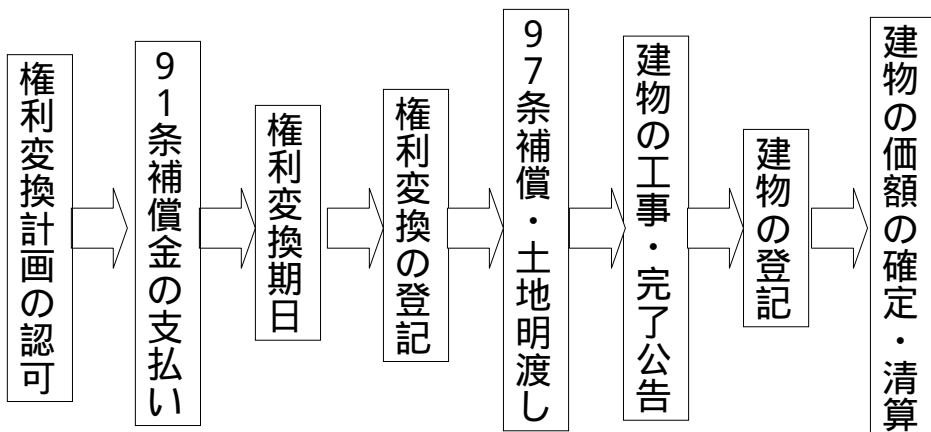 権利変換計画の認可
91条補償金の支払い
権利変換期日
権利変換の登記
97条補償・土地明渡し
建物の工事・完了公告
建物の登記
建物の価額の確定・清算